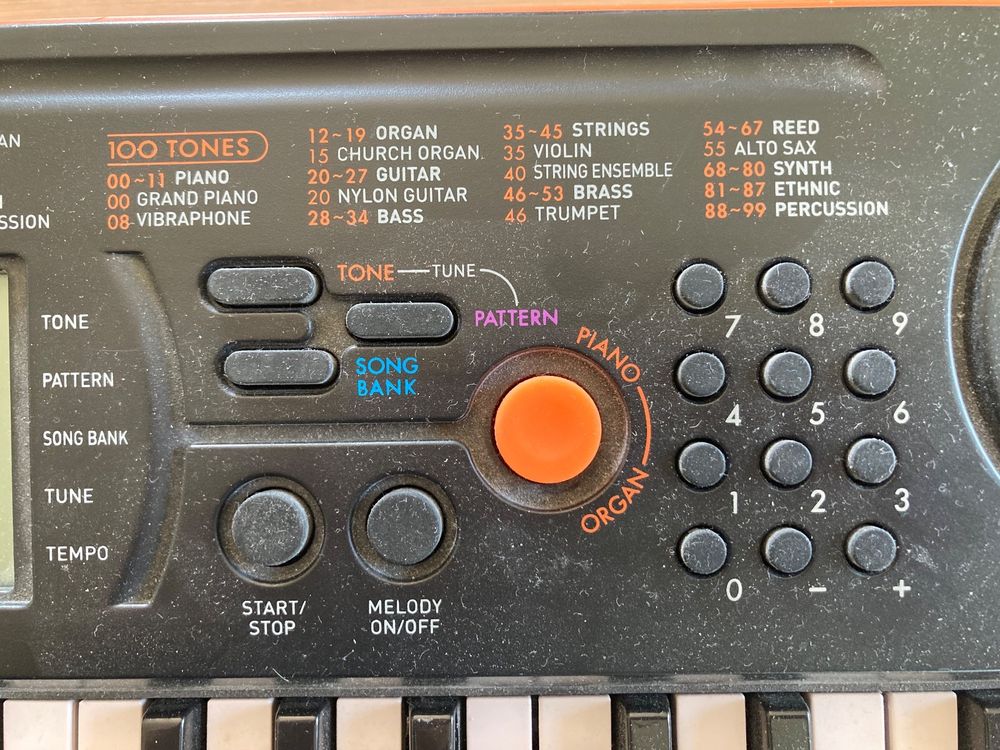 100 TONES
00~11 PIANO
00 GRAND PIANO
08 VIBRAPHONE
12~19 ORGAN
15 CHURCH ORGAN
20~27 GUITAR
20 NYLON GUITAR
28~34 BASS
35~45 STRINGS
35 VIOLIN
40 STRING ENSEMBLE
46~53 BRASS
46 TRUMPET
54~67 REED
55 ALTO SAX
68~80 SYNTH
81~87 ETHNIC
88~99 PERCUSSION
TONE
PATTERN
SONG BANK
TUNE
TEMPO
TONE TUNE
PATTERN
SONG
BANK
PIANO
ORGAN
START/
STOP
MELODY
ON/OFF
7 8 9
4 5 6
1 2 3
0 - +